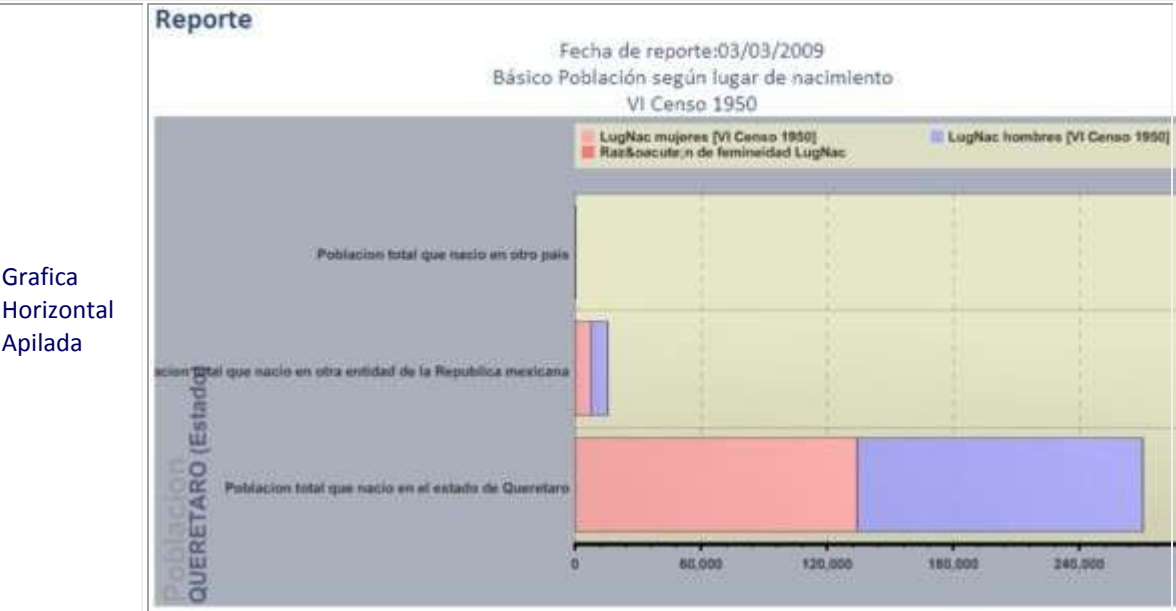 Reporte
Fecha de reporte:03/03/2009
Básico Población según lugar de nacimiento
VI Censo 1950
LugNac mujeres [VI Censo 1950]
LugNac hombres [VI Censo 1950]
Raz&oacute;n de femineidad LugNac
Grafica
Horizontal
Apilada
Poblacion total que nacio en otro pais
total que nacio en otra entidad de la Republica mexicana
Poblacion total que nacio en el estado de Queretaro
Poblacion
QUERETARO (Estado)
0 60,000 120,000 180,000 240,000